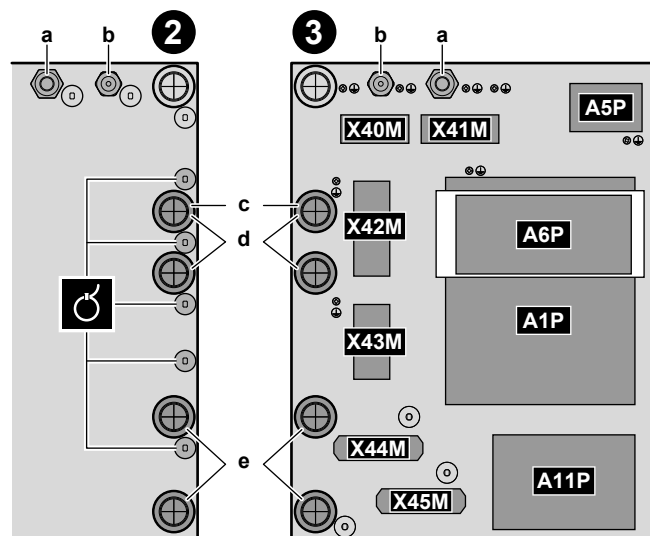 a b 2 3 b a
A5P
X40M X41M
c
X42M A6P
d
A1P
X43M
X44M
e
A11P
X45M